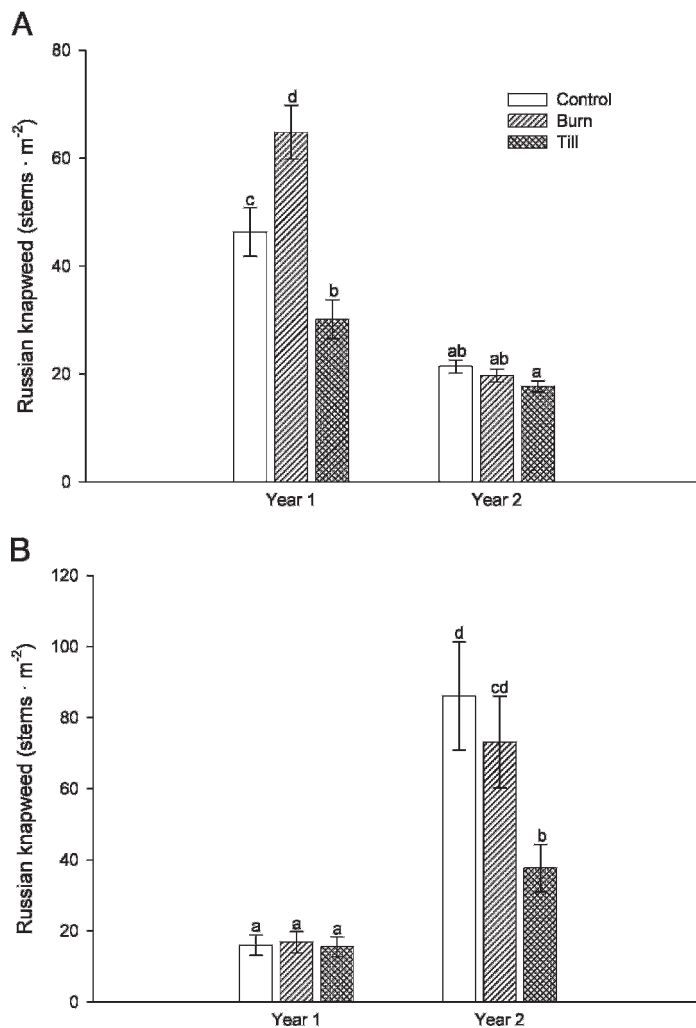 A
80
60
40
20
0
Russian knapweed (stems · m⁻²)
Control
Burn
Till
c
d
b
ab
ab
a
Year 1
Year 2
B
120
100
80
60
40
20
0
Russian knapweed (stems · m⁻²)
a
a
a
d
cd
b
Year 1
Year 2